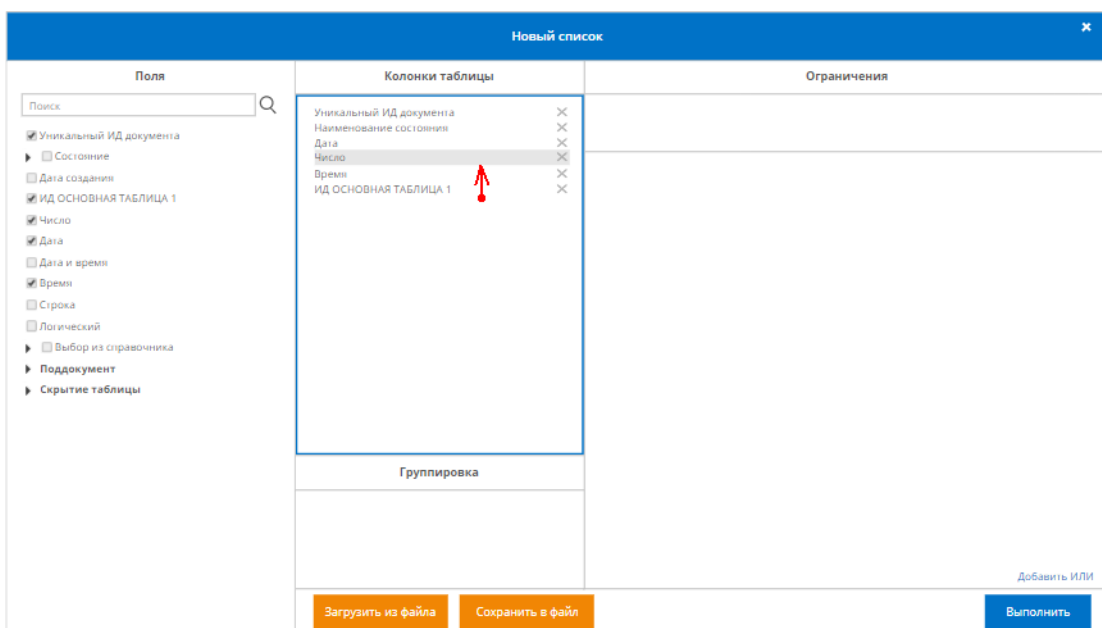 Новый список
Поля
Поиск
Уникальный ИД документа
Состояние
Дата создания
ИД ОСНОВНАЯ ТАБЛИЦА 1
Число
Дата
Дата и время
Время
Строка
Логический
Выбор из справочника
Поддокумент
Скрытие таблицы
Колонки таблицы
Уникальный ИД документа
Наименование состояния
Дата
Число
Время
ИД ОСНОВНАЯ ТАБЛИЦА 1
Группировка
Ограничения
Добавить ИЛИ
Загрузить из файла
Сохранить в файл
Выполнить